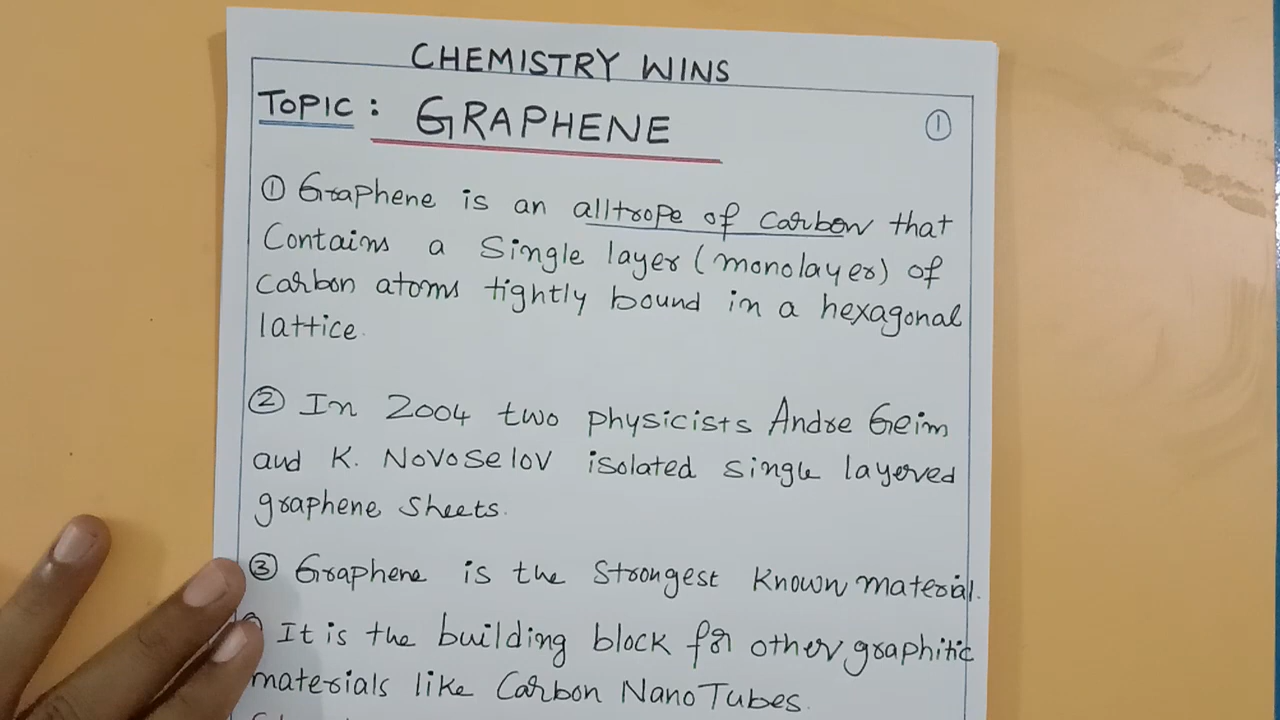 CHEMISTRY WINS
TOPIC : GRAPHENE
①
① Graphene is an alltrope of carbon that
Contains a Single layer (monolayer) of
carbon atoms tightly bound in a hexagonal
lattice.
② In 2004 two physicists Andre Geim
and K. Novoselov isolated single layered
graphene sheets.
③ Graphene is the Strongest Known material.
It is the building block for other graphitic
materials like Carbon NanoTubes.